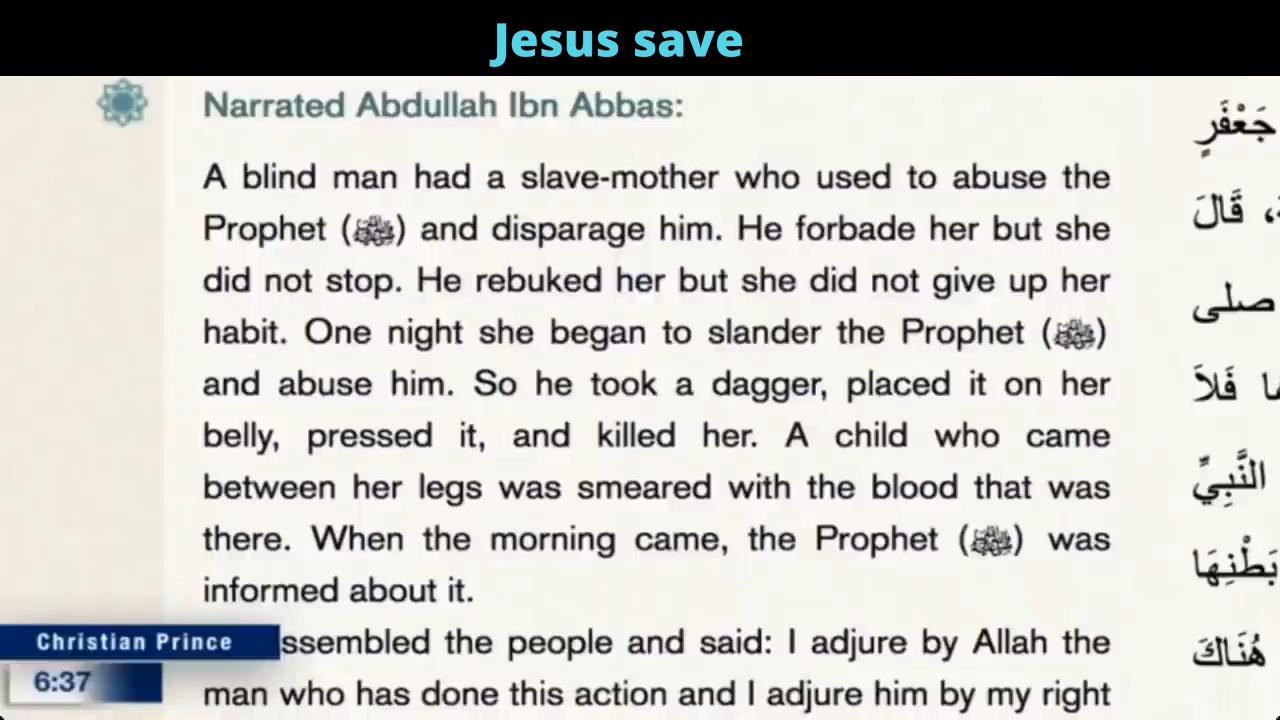 Jesus save
Narrated Abdullah Ibn Abbas:
A blind man had a slave-mother who used to abuse the
Prophet (ﷺ) and disparage him. He forbade her but she
did not stop. He rebuked her but she did not give up her
habit. One night she began to slander the Prophet (ﷺ)
and abuse him. So he took a dagger, placed it on her
belly, pressed it, and killed her. A child who came
between her legs was smeared with the blood that was
there. When the morning came, the Prophet (ﷺ) was
informed about it.
ssembled the people and said: I adjure by Allah the
man who has done this action and I adjure him by my right
جَعْفَرٍ
، قَالَ
صلى
فَلاَ
النَّبِيِّ
بَطْنِهَا
هُنَاكَ
Christian Prince
6:37